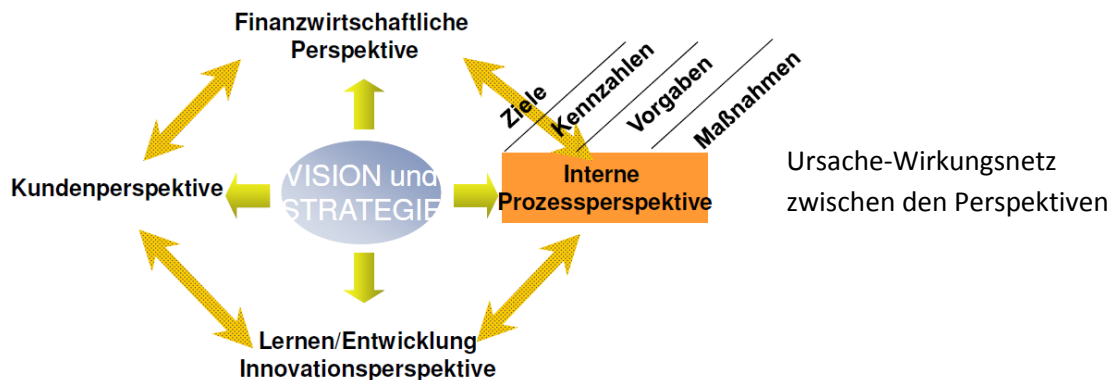 Finanzwirtschaftliche
Perspektive
Ziele
Kennzahlen
Vorgaben
Maßnahmen
Kundenperspektive
VISION und
STRATEGIE
Interne
Prozessperspektive
Ursache-Wirkungsnetz
zwischen den Perspektiven
Lernen/Entwicklung
Innovationsperspektive